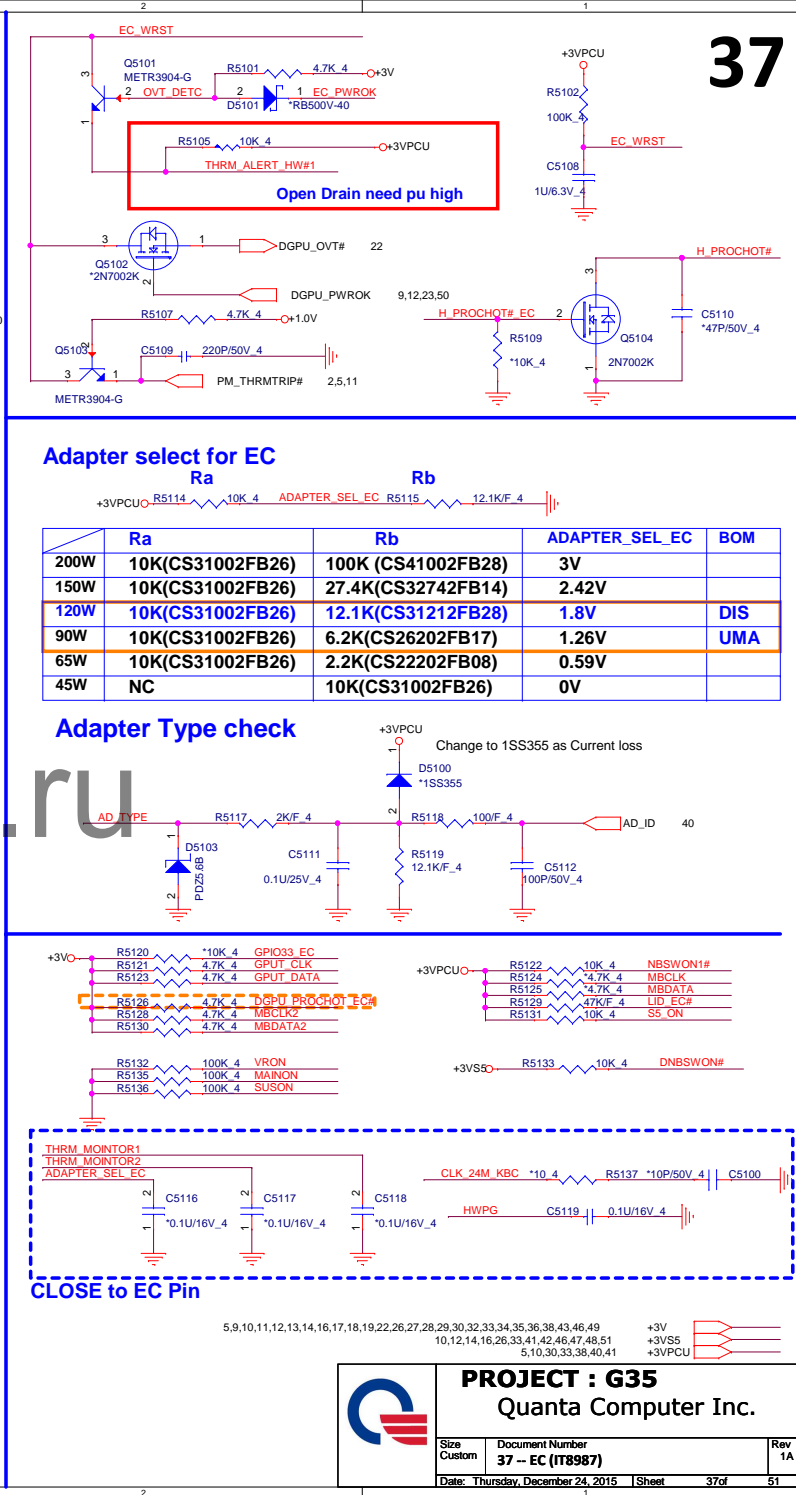 2 1
37
EC_WRST
Q5101
METR3904-G
3
2
1
OVT_DETC
R5101 4.7K_4 +3V
2 1 EC_PWROK
D5101 *RB500V-40
R5105 10K_4 +3VPCU
THRM_ALERT_HW#1
Open Drain need pu high
+3VPCU
R5102
100K_4
EC_WRST
C5108
1U/6.3V_4
3 1 DGPU_OVT# 22
Q5102
*2N7002K
2
DGPU_PWROK 9,12,23,50
R5107 4.7K_4 +1.0V
Q5103
2
3 1
METR3904-G
C5109 220P/50V_4
PM_THRMTRIP# 2,5,11
H_PROCHOT#
3
H_PROCHOT#_EC 2
R5109
*10K_4
Q5104
2N7002K
1
C5110
*47P/50V_4
Adapter select for EC
Ra Rb
+3VPCU R5114 10K_4 ADAPTER_SEL_EC R5115 12.1K/F_4
Ra Rb ADAPTER_SEL_EC BOM
200W 10K(CS31002FB26) 100K (CS41002FB28) 3V
150W 10K(CS31002FB26) 27.4K(CS32742FB14) 2.42V
120W 10K(CS31002FB26) 12.1K(CS31212FB28) 1.8V DIS
90W 10K(CS31002FB26) 6.2K(CS26202FB17) 1.26V UMA
65W 10K(CS31002FB26) 2.2K(CS22202FB08) 0.59V
45W NC 10K(CS31002FB26) 0V
Adapter Type check
+3VPCU
Change to 1SS355 as Current loss
1
D5100
*1SS355
2
.ru
AD_TYPE R5117 2K/F_4 R5118 100/F_4 AD_ID 40
1
D5103
PDZ5.6B
2
C5111
0.1U/25V_4
R5119
12.1K/F_4
C5112
100P/50V_4
+3V
R5120 *10K_4 GPIO33_EC
R5121 4.7K_4 GPUT_CLK
R5123 4.7K_4 GPUT_DATA
R5126 4.7K_4 DGPU_PROCHOT_EC#
R5128 4.7K_4 MBCLK2
R5130 4.7K_4 MBDATA2
+3VPCU
R5122 10K_4 NBSWON1#
R5124 *4.7K_4 MBCLK
R5125 *4.7K_4 MBDATA
R5129 47K/F_4 LID_EC#
R5131 10K_4 S5_ON
R5132 100K_4 VRON
R5135 100K_4 MAINON
R5136 100K_4 SUSON
+3VS5 R5133 10K_4 DNBSWON#
THRM_MOINTOR1
THRM_MOINTOR2
ADAPTER_SEL_EC
2 C5116 1 *0.1U/16V_4
2 C5117 1 *0.1U/16V_4
2 C5118 1 *0.1U/16V_4
CLK_24M_KBC *10_4 R5137 *10P/50V_4 C5100
HWPG C5119 0.1U/16V_4
CLOSE to EC Pin
5,9,10,11,12,13,14,16,17,18,19,22,26,27,28,29,30,32,33,34,35,36,38,43,46,49 +3V
10,12,14,16,26,33,41,42,46,47,48,51 +3VS5
5,10,30,33,38,40,41 +3VPCU
PROJECT : G35
Quanta Computer Inc.
Size Document Number Rev
Custom 37 -- EC (IT8987) 1A
Date: Thursday, December 24, 2015 Sheet 37of 51
2 1